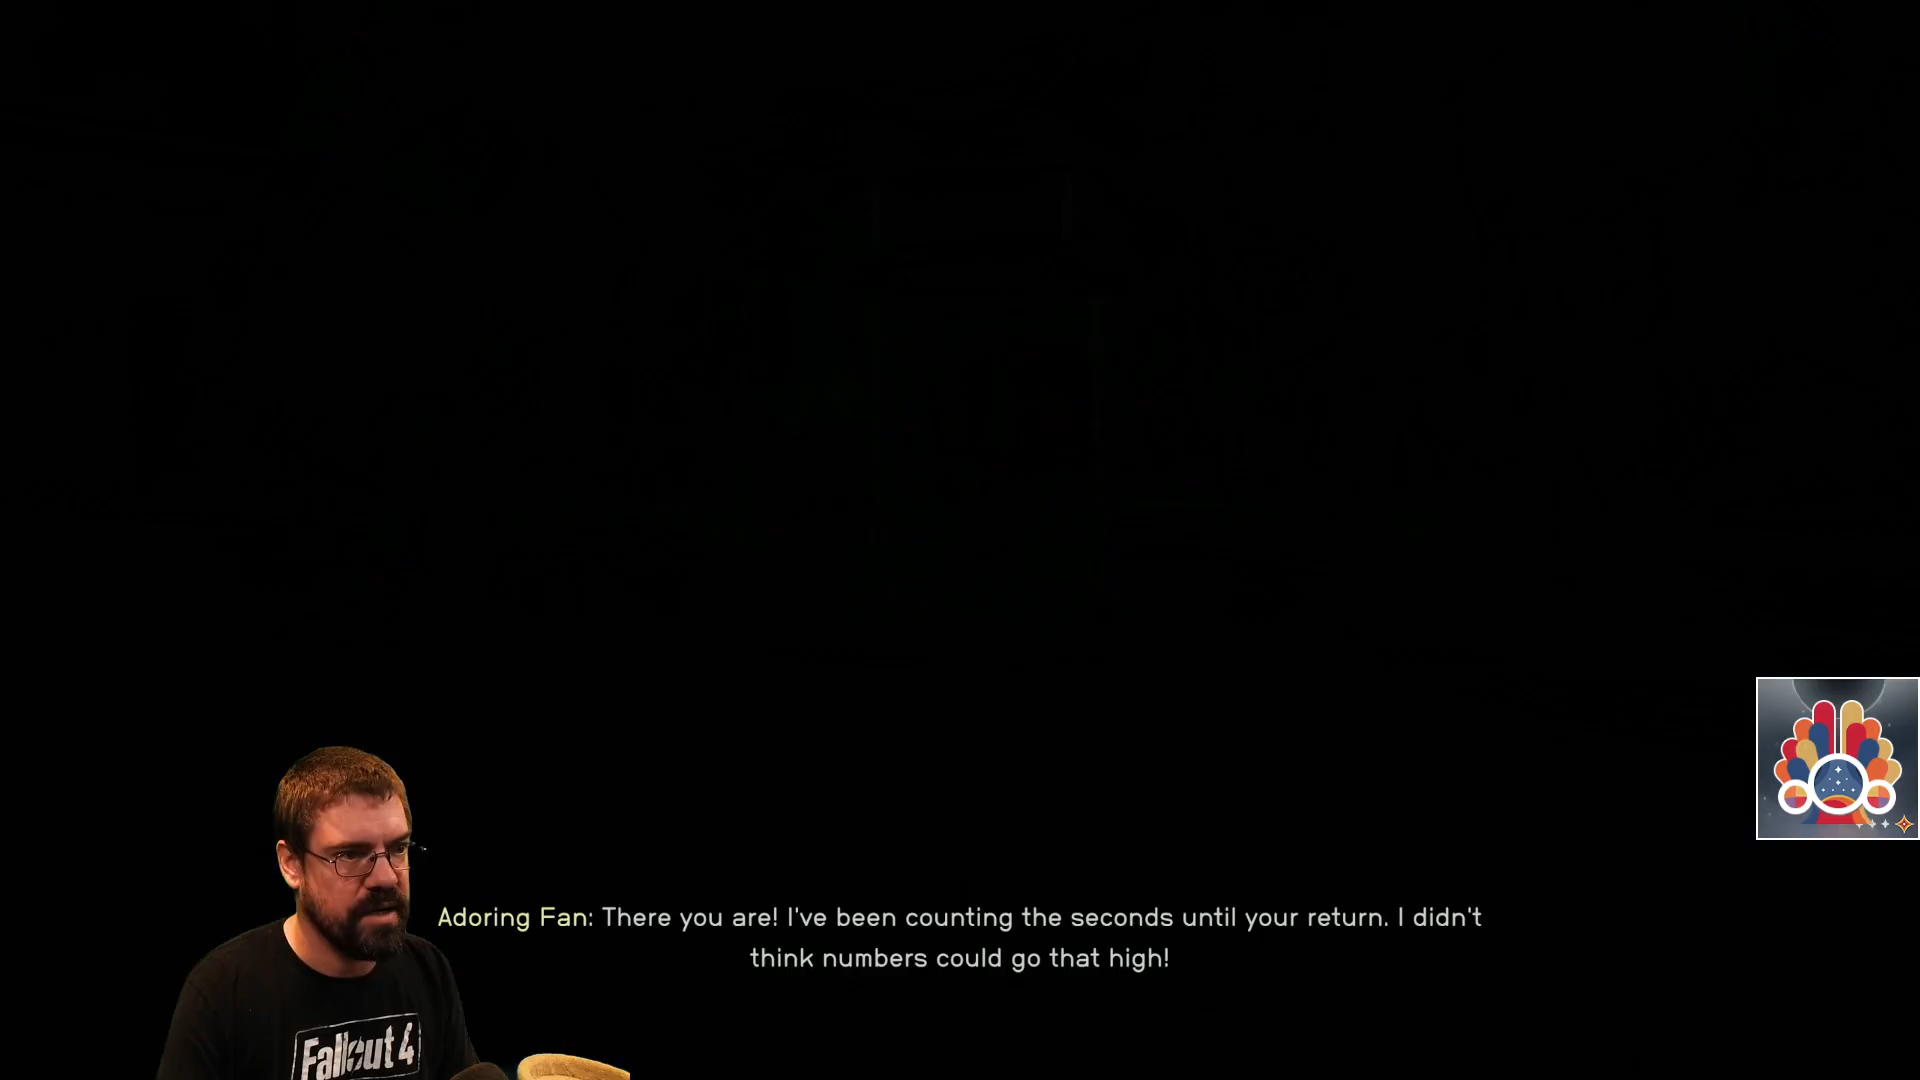 Adoring Fan: There you are! I've been counting the seconds until your return. I didn't
think numbers could go that high!
Fallout 4